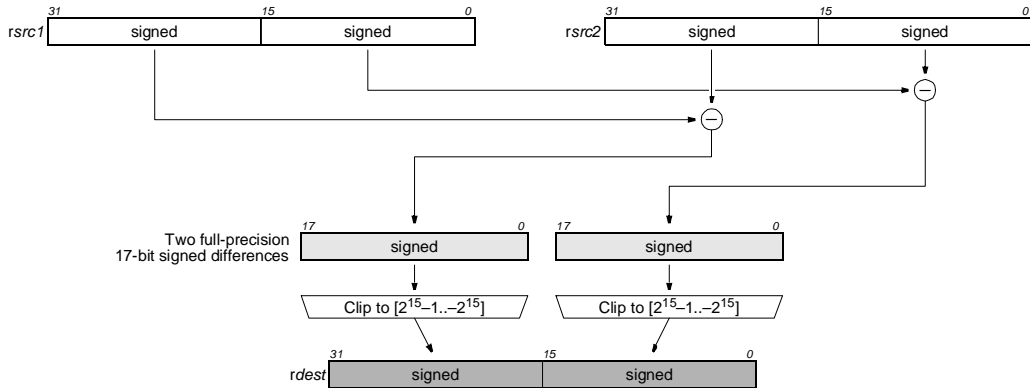 31 15 0 31 15 0
rsrc1 signed signed rsrc2 signed signed
− 
−
17 0 17 0
Two full-precision
17-bit signed differences
signed signed
Clip to [2^15–1..–2^15] Clip to [2^15–1..–2^15]
31 15 0
rdest signed signed